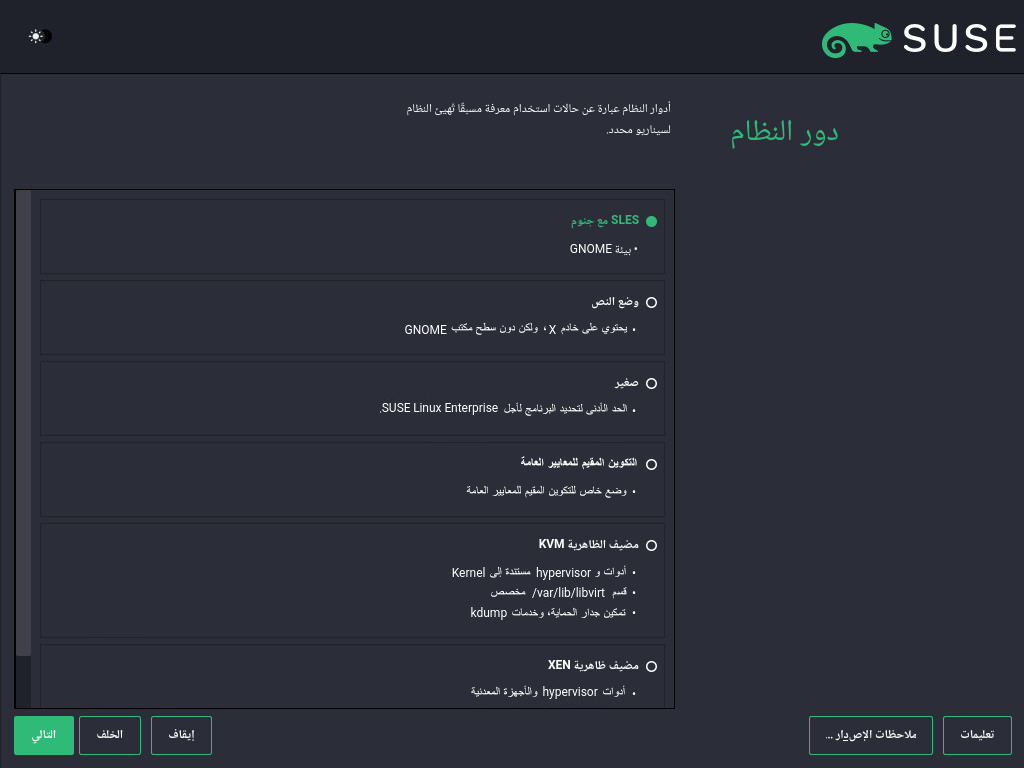 SUSE
دور النظام
أدوار النظام عبارة عن حالات استخدام معرفة مسبقًا تُهيئ النظام
لسيناريو محدد.
SLES مع جنوم
• بيئة GNOME
وضع النص
• يحتوي على خادم X، ولكن دون سطح مكتب GNOME
صغير
• الحد الأدنى لتحديد البرنامج لأجل SUSE Linux Enterprise.
التكوين المقيم للمعايير العامة
• وضع خاص للتكوين المقيم للمعايير العامة
مضيف الظاهرية KVM
• أدوات و hypervisor مستندة إلى Kernel
• قسم /var/lib/libvirt مخصص
• تمكين جدار الحماية، وخدمات kdump
مضيف ظاهرية XEN
• أدوات hypervisor والأجهزة المعدنية
تعليمات
ملاحظات الإصدار ...
إيقاف
الخلف
التالي